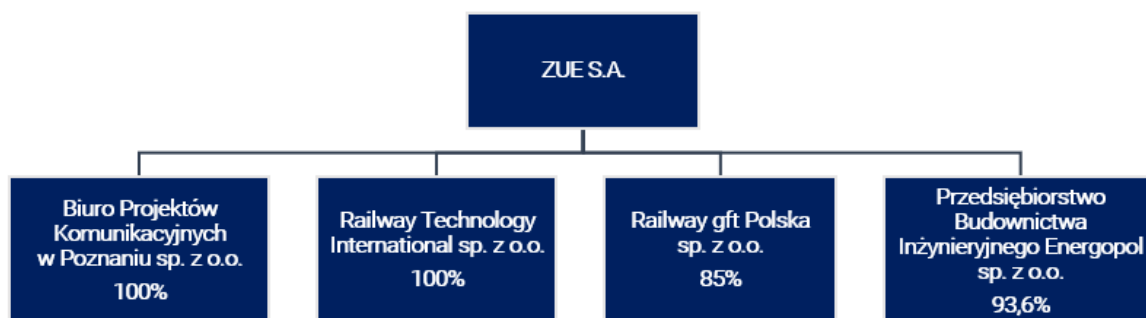 ZUE S.A.
Biuro Projektów
Komunikacyjnych
w Poznaniu sp. z o.o.
100%
Railway Technology
International sp. z o.o.
100%
Railway gft Polska
sp. z o.o.
85%
Przedsiębiorstwo
Budownictwa
Inżynieryjnego Energopol
sp. z o.o.
93,6%